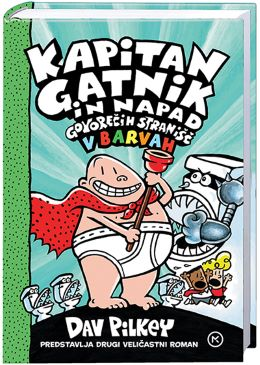 KAPITAN
GATNIK
IN NAPAD
GOVOREČIH STRANIŠČ
V BARVAH
DAV PILKEY
PREDSTAVLJA DRUGI VELIČASTNI ROMAN
M